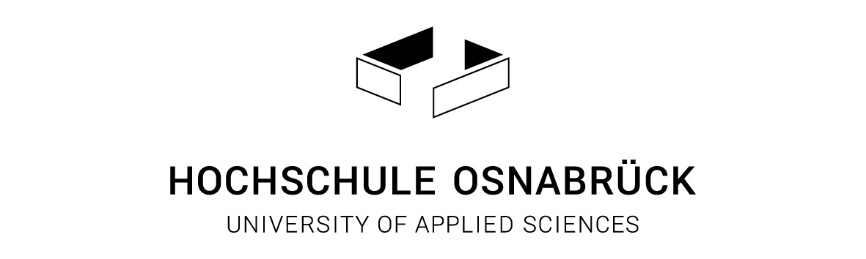 HOCHSCHULE OSNABRÜCK
UNIVERSITY OF APPLIED SCIENCES